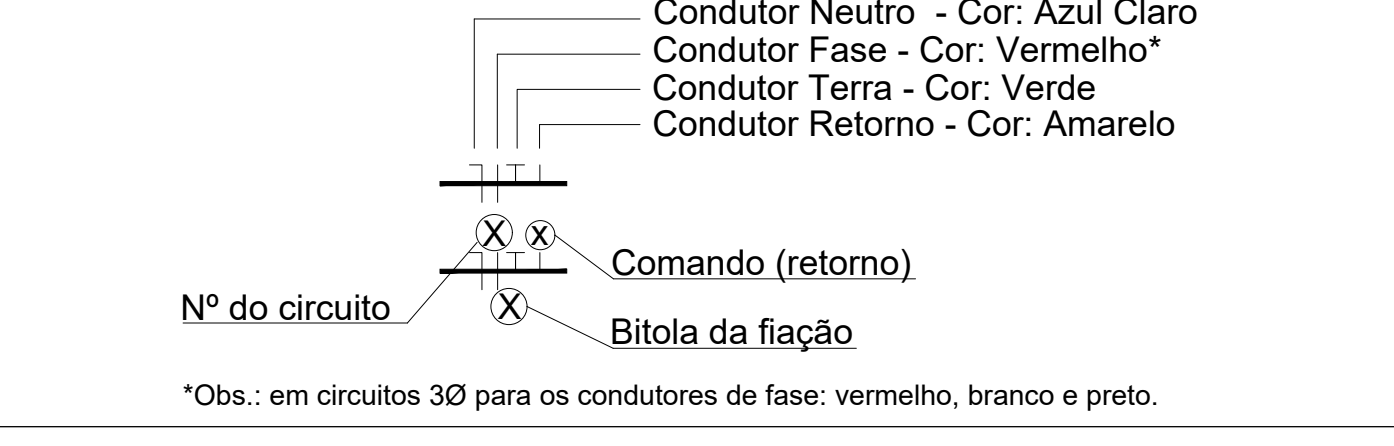 Condutor Neutro - Cor: Azul Claro
Condutor Fase - Cor: Vermelho*
Condutor Terra - Cor: Verde
Condutor Retorno - Cor: Amarelo
X x
Comando (retorno)
Nº do circuito
X
Bitola da fiação
*Obs.: em circuitos 3Ø para os condutores de fase: vermelho, branco e preto.